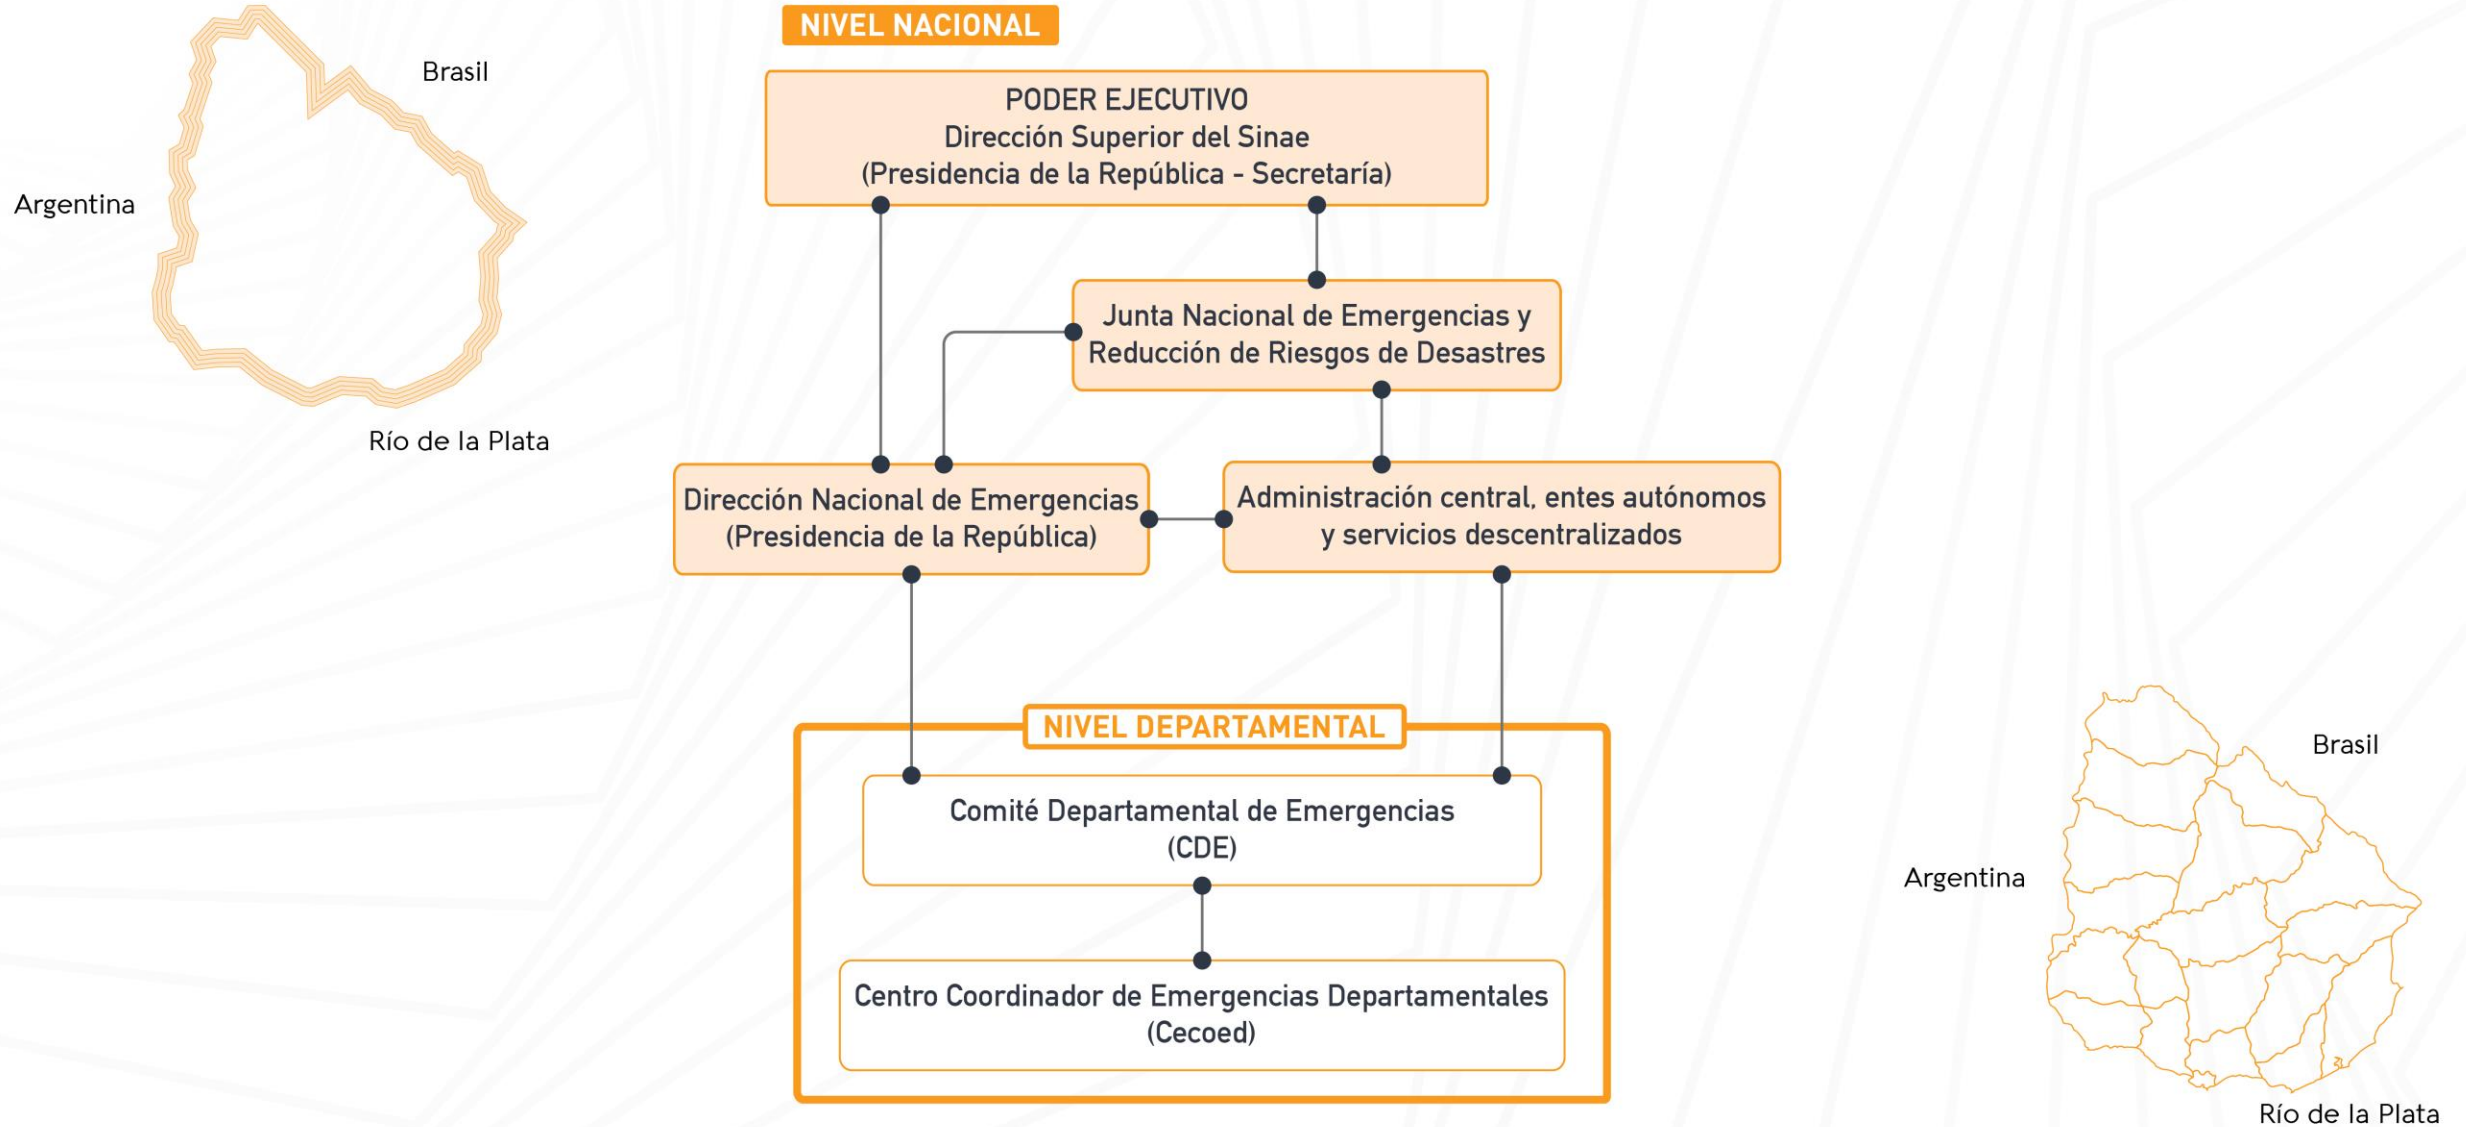 NIVEL NACIONAL
Brasil
Argentina
Río de la Plata
PODER EJECUTIVO
Dirección Superior del Sinae
(Presidencia de la República - Secretaría)
Junta Nacional de Emergencias y
Reducción de Riesgos de Desastres
Dirección Nacional de Emergencias
(Presidencia de la República)
Administración central, entes autónomos
y servicios descentralizados
NIVEL DEPARTAMENTAL
Comité Departamental de Emergencias
(CDE)
Centro Coordinador de Emergencias Departamentales
(Cecoed)
Brasil
Argentina
Río de la Plata